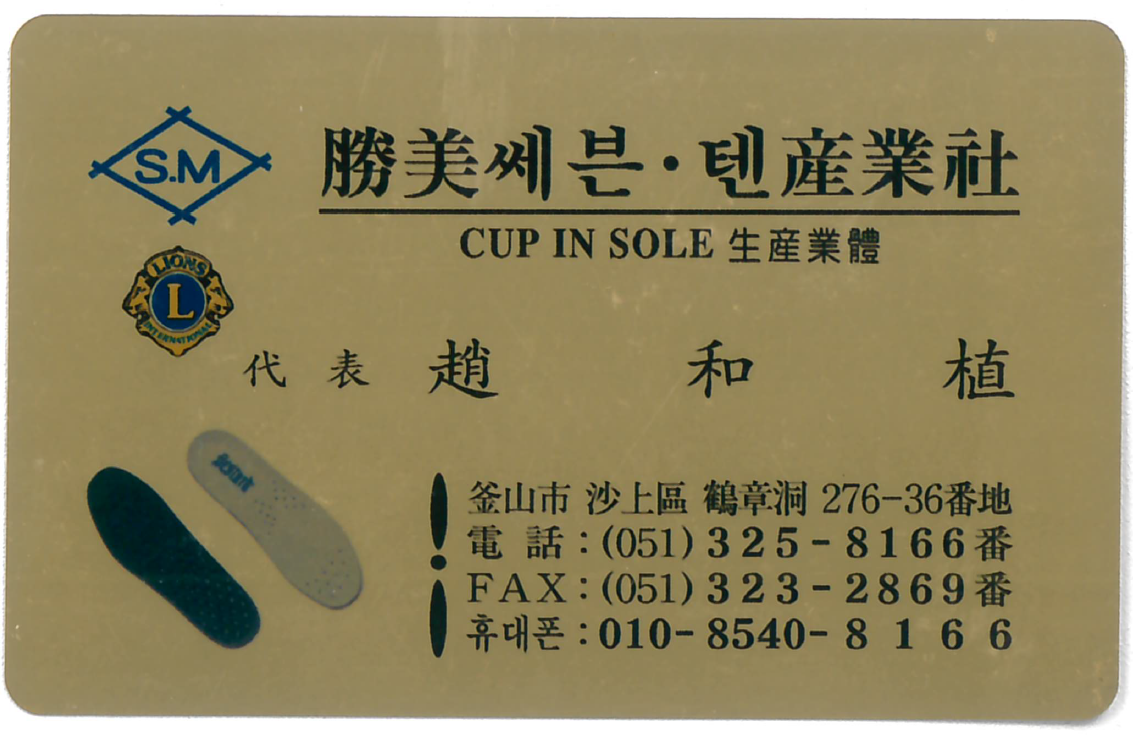 S.M
勝美쎄븐·텐産業社
CUP IN SOLE 生産業體
LIONS
L
INTERNATIONAL
代表 趙和植
釜山市 沙上區 鶴章洞 276-36番地
電話:(051) 325-8166番
FAX:(051) 323-2869番
휴대폰:010-8540-8166